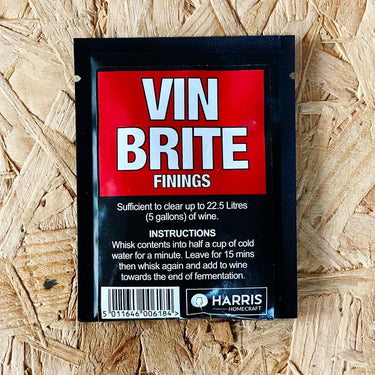 VIN
BRITE
FININGS
Sufficient to clear up to 22.5 Litres
(5 gallons) of wine.
INSTRUCTIONS
Whisk contents into half a cup of cold
water for a minute. Leave for 15 mins
then whisk again and add to wine
towards the end of fermentation.
5 011646 006184 >
HARRIS
HOMECRAFT